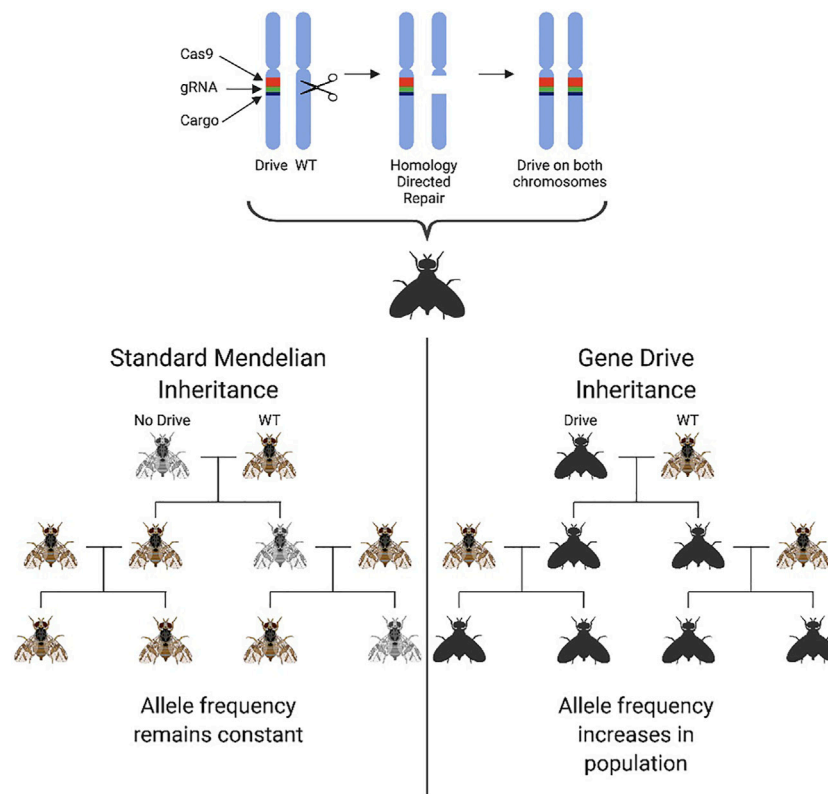 Cas9
gRNA
Cargo
Drive WT
Homology
Directed
Repair
Drive on both
chromosomes
Standard Mendelian
Inheritance
No Drive
WT
Allele frequency
remains constant
Gene Drive
Inheritance
Drive
WT
Allele frequency
increases in
population